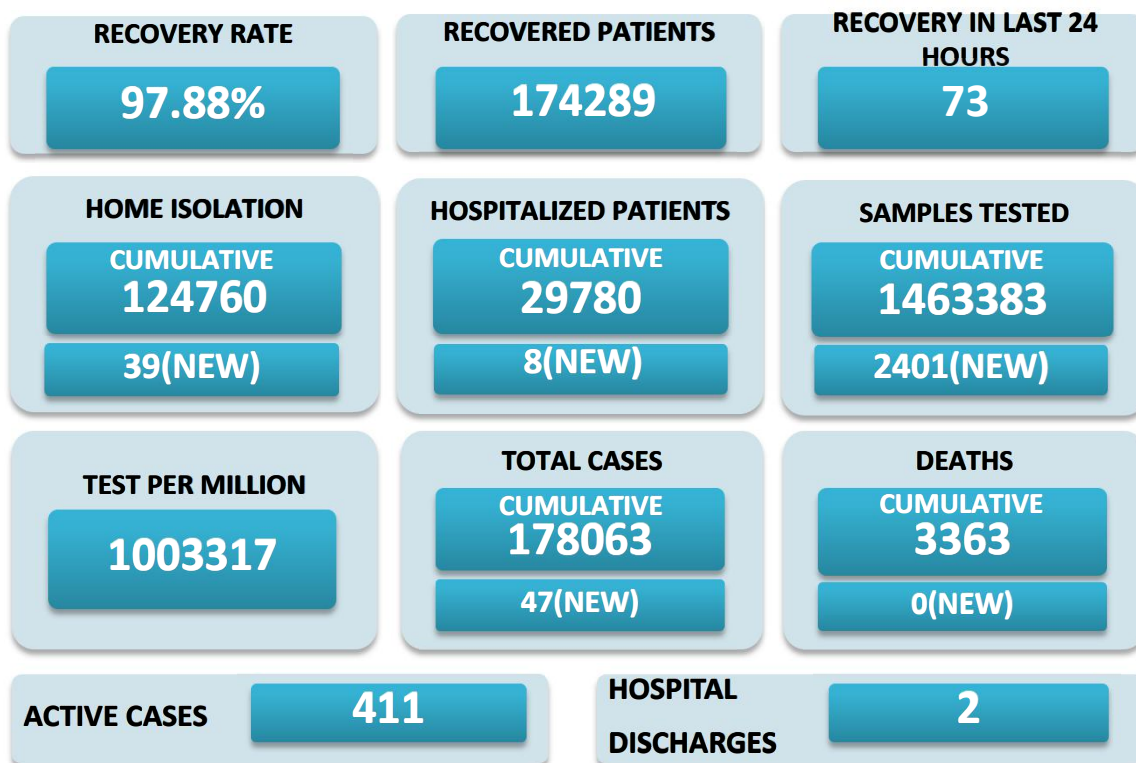 RECOVERY RATE
97.88%
RECOVERED PATIENTS
174289
RECOVERY IN LAST 24
HOURS
73
HOME ISOLATION
CUMULATIVE
124760
39(NEW)
HOSPITALIZED PATIENTS
CUMULATIVE
29780
8(NEW)
SAMPLES TESTED
CUMULATIVE
1463383
2401(NEW)
TEST PER MILLION
1003317
TOTAL CASES
CUMULATIVE
178063
47(NEW)
DEATHS
CUMULATIVE
3363
0(NEW)
ACTIVE CASES
411
HOSPITAL
DISCHARGES
2